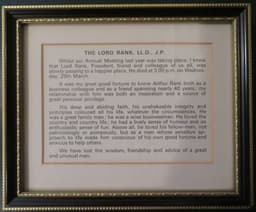 THE LORD RANK, LL.D., J.P.
Whilst our Annual Meeting last year was taking place, I knew
that Lord Rank, President, friend and colleague of us all, was
slowly passing to a happier place. He died at 3.00 p.m. on Wednes-
day, 29th March.
It was my great good fortune to know Arthur Rank both as a
business colleague and as a friend spanning nearly 40 years; my
relationship with him was both an inspiration and a source of
great personal privilege.
His deep and abiding faith, his unshakeable integrity and
principles coloured all his life, whatever the circumstances. He
was a great family man; he was a wise businessman. He loved the
country and country life; he had a lively sense of humour and an
enthusiastic sense of fun. Above all, he loved his fellow-men, not
patronisingly or pompously, but as a man whose sensitive ap-
proach to life made him conscious of his own good fortune and
anxious to help others.
We have lost the wisdom, friendship and advice of a great
and unusual man.